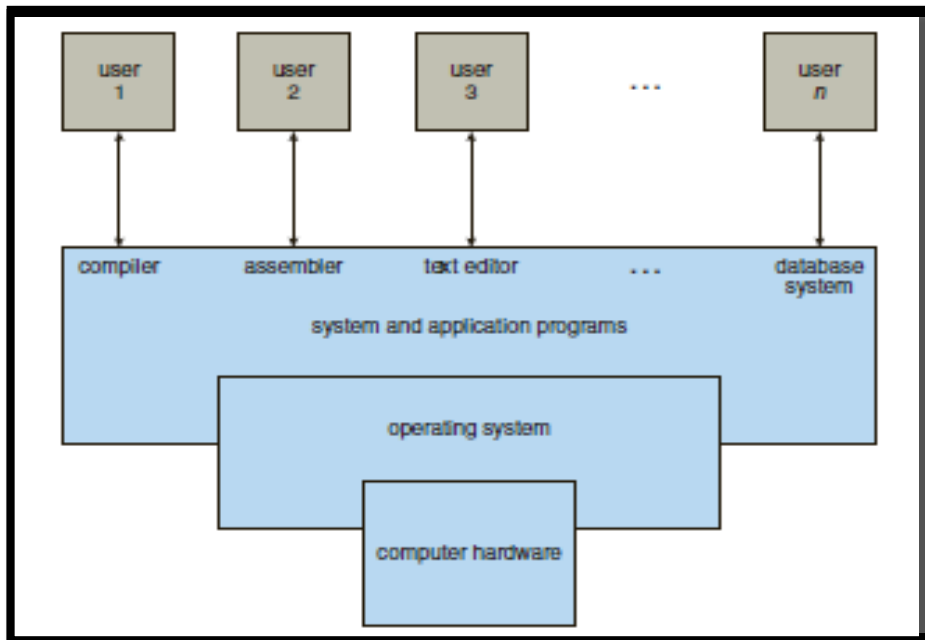 user
1
user
2
user
3
...
user
n
compiler
assembler
text editor
...
database
system
system and application programs
operating system
computer hardware